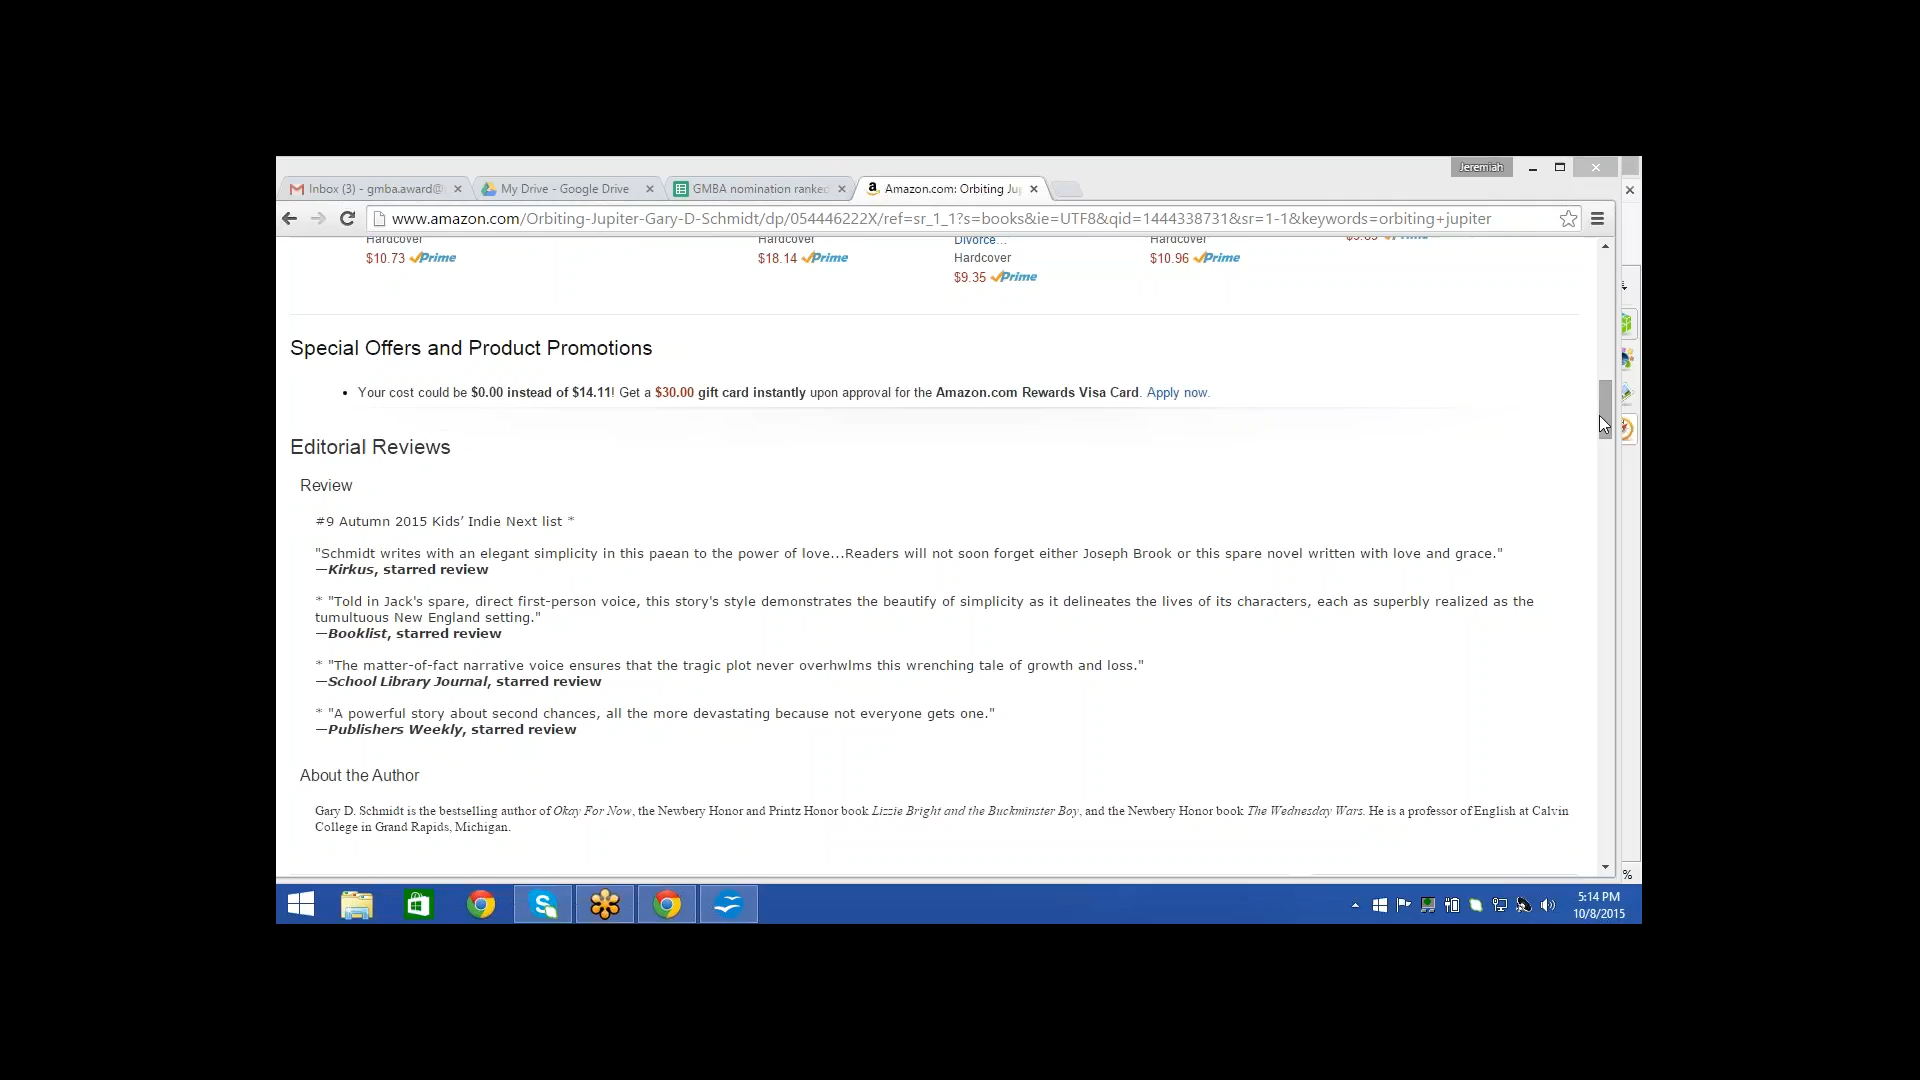 Jeremiah
Inbox (3) - gmba.award@
My Drive - Google Drive
GMBA nomination ranked
Amazon.com: Orbiting Ju
www.amazon.com/Orbiting-Jupiter-Gary-D-Schmidt/dp/054446222X/ref=sr_1_1?s=books&ie=UTF8&qid=1444338731&sr=1-1&keywords=orbiting+jupiter
Hardcover
$10.73 Prime
Hardcover
$18.14 Prime
Divorce...
Hardcover
$9.35 Prime
Hardcover
$10.96 Prime
Special Offers and Product Promotions
• Your cost could be $0.00 instead of $14.11! Get a $30.00 gift card instantly upon approval for the Amazon.com Rewards Visa Card. Apply now.
Editorial Reviews
Review
#9 Autumn 2015 Kids’ Indie Next list *
"Schmidt writes with an elegant simplicity in this paean to the power of love...Readers will not soon forget either Joseph Brook or this spare novel written with love and grace."
—Kirkus, starred review
* "Told in Jack's spare, direct first-person voice, this story's style demonstrates the beautify of simplicity as it delineates the lives of its characters, each as superbly realized as the
tumultuous New England setting."
—Booklist, starred review
* "The matter-of-fact narrative voice ensures that the tragic plot never overhwlms this wrenching tale of growth and loss."
—School Library Journal, starred review
* "A powerful story about second chances, all the more devastating because not everyone gets one."
—Publishers Weekly, starred review
About the Author
Gary D. Schmidt is the bestselling author of Okay For Now, the Newbery Honor and Printz Honor book Lizzie Bright and the Buckminster Boy, and the Newbery Honor book The Wednesday Wars. He is a professor of English at Calvin
College in Grand Rapids, Michigan.
%
5:14 PM
10/8/2015